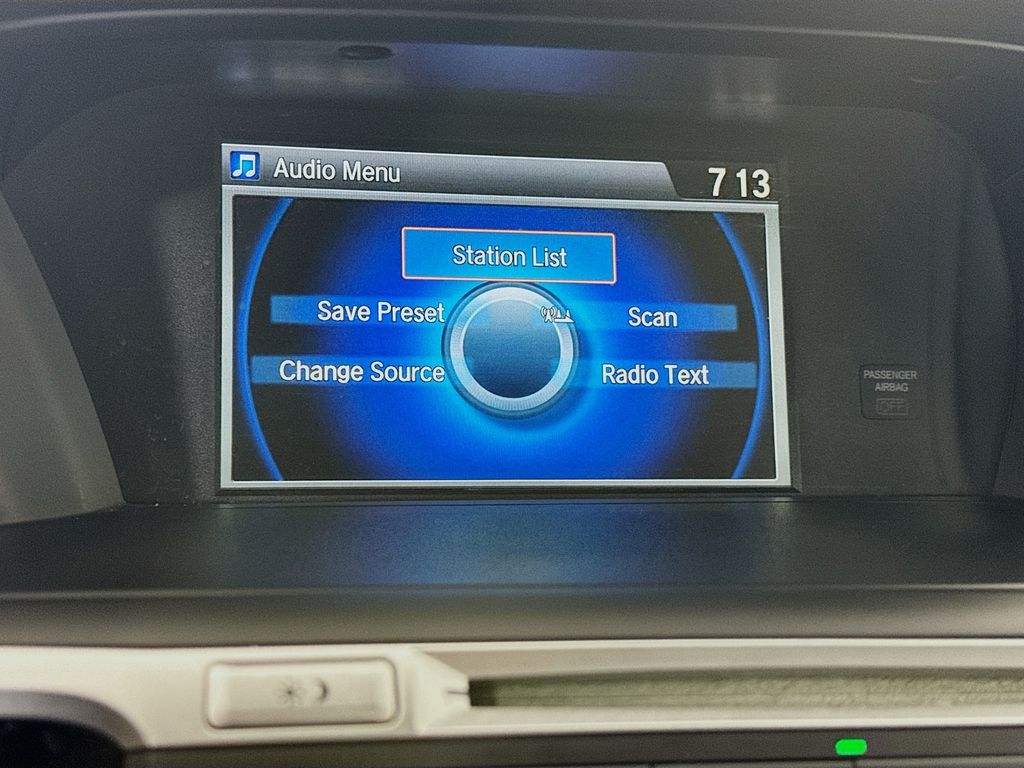 Audio Menu
7 13
Station List
Save Preset
Scan
Change Source
Radio Text
PASSENGER
AIRBAG
OFF